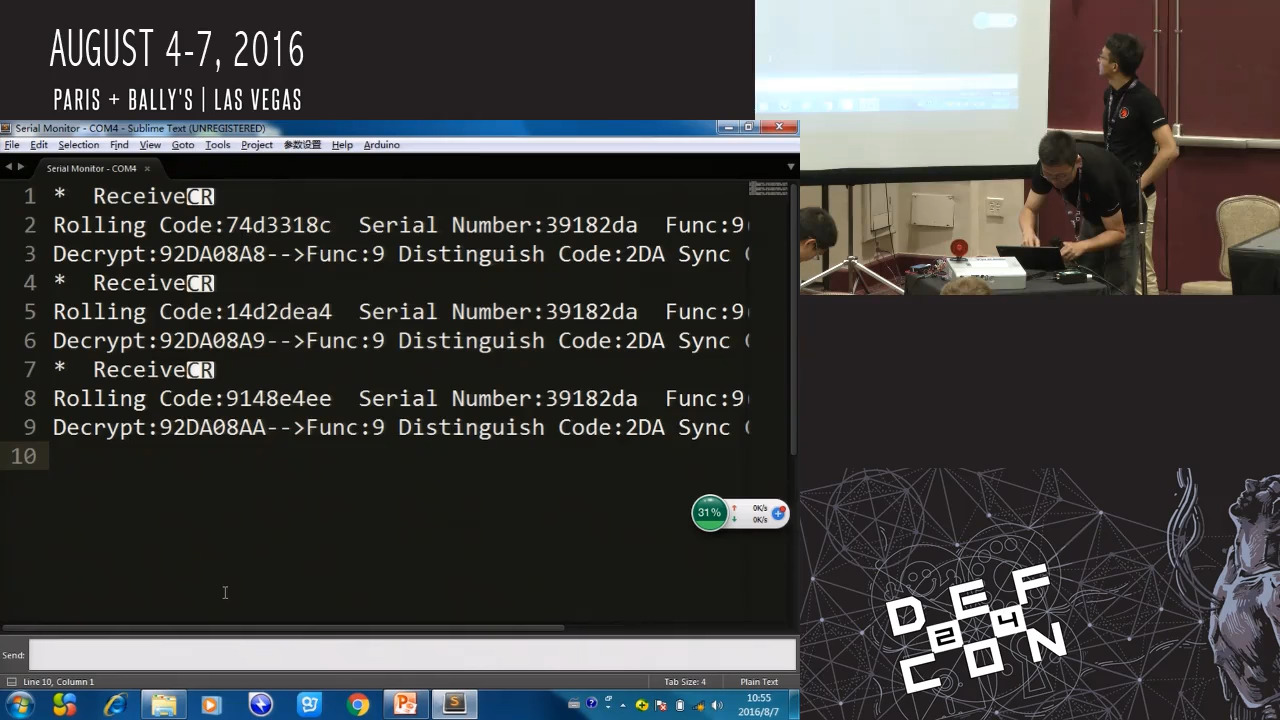 AUGUST 4-7, 2016
PARIS + BALLY'S | LAS VEGAS
Serial Monitor - COM4 - Sublime Text (UNREGISTERED)
File Edit Selection Find View Goto Tools Project 参数设置 Help Arduino
Serial Monitor - COM4 ×
1 * ReceiveCR
2 Rolling Code:74d3318c Serial Number:39182da Func:9(
3 Decrypt:92DA08A8-->Func:9 Distinguish Code:2DA Sync C
4 * ReceiveCR
5 Rolling Code:14d2dea4 Serial Number:39182da Func:9(
6 Decrypt:92DA08A9-->Func:9 Distinguish Code:2DA Sync C
7 * ReceiveCR
8 Rolling Code:9148e4ee Serial Number:39182da Func:9(
9 Decrypt:92DA08AA-->Func:9 Distinguish Code:2DA Sync C
10
31%
0K/s
0K/s
Send:
Line 10, Column 1
Tab Size: 4
Plain Text
10:55
2016/8/7
DEF
24
CON